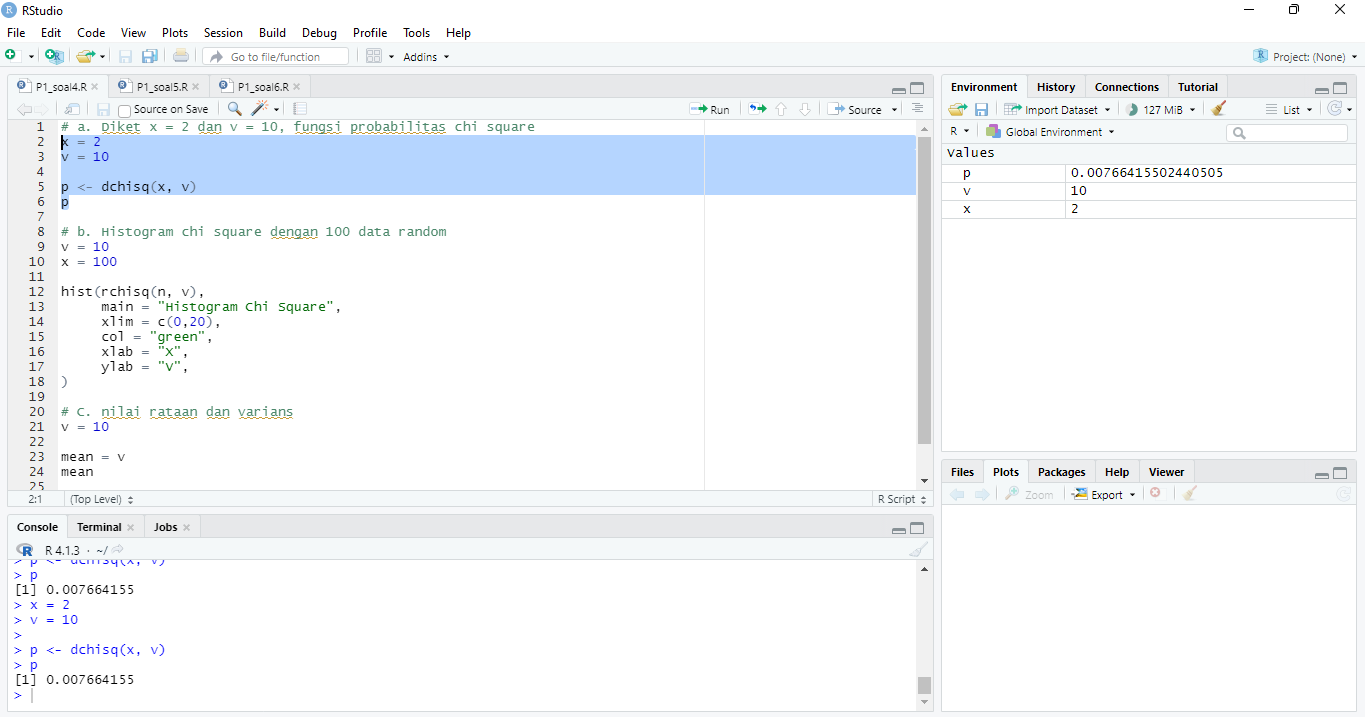 RStudio
File Edit Code View Plots Session Build Debug Profile Tools Help
Go to file/function Addins Project: (None)
P1_soal4.R P1_soal5.R P1_soal6.R
Source on Save Run Source
1 # a. Diket x = 2 dan v = 10, fungsi probabilitas chi square
2 x = 2
3 v = 10
4
5 p <- dchisq(x, v)
6 p
7
8 # b. Histogram chi square dengan 100 data random
9 v = 10
10 x = 100
11
12 hist(rchisq(n, v),
13 main = "Histogram Chi Square",
14 xlim = c(0,20),
15 col = "green",
16 xlab = "X",
17 ylab = "V",
18 )
19
20 # C. nilai rataan dan varians
21 v = 10
22
23 mean = v
24 mean
25
2:1 (Top Level) R Script
Console Terminal Jobs
R 4.1.3 · ~/
> p <- dchisq(x, v)
> p
[1] 0.007664155
> x = 2
> v = 10
>
> p <- dchisq(x, v)
> p
[1] 0.007664155
>
Environment History Connections Tutorial
Import Dataset 127 MiB List
R Global Environment
Values
p 0.00766415502440505
v 10
x 2
Files Plots Packages Help Viewer
Zoom Export